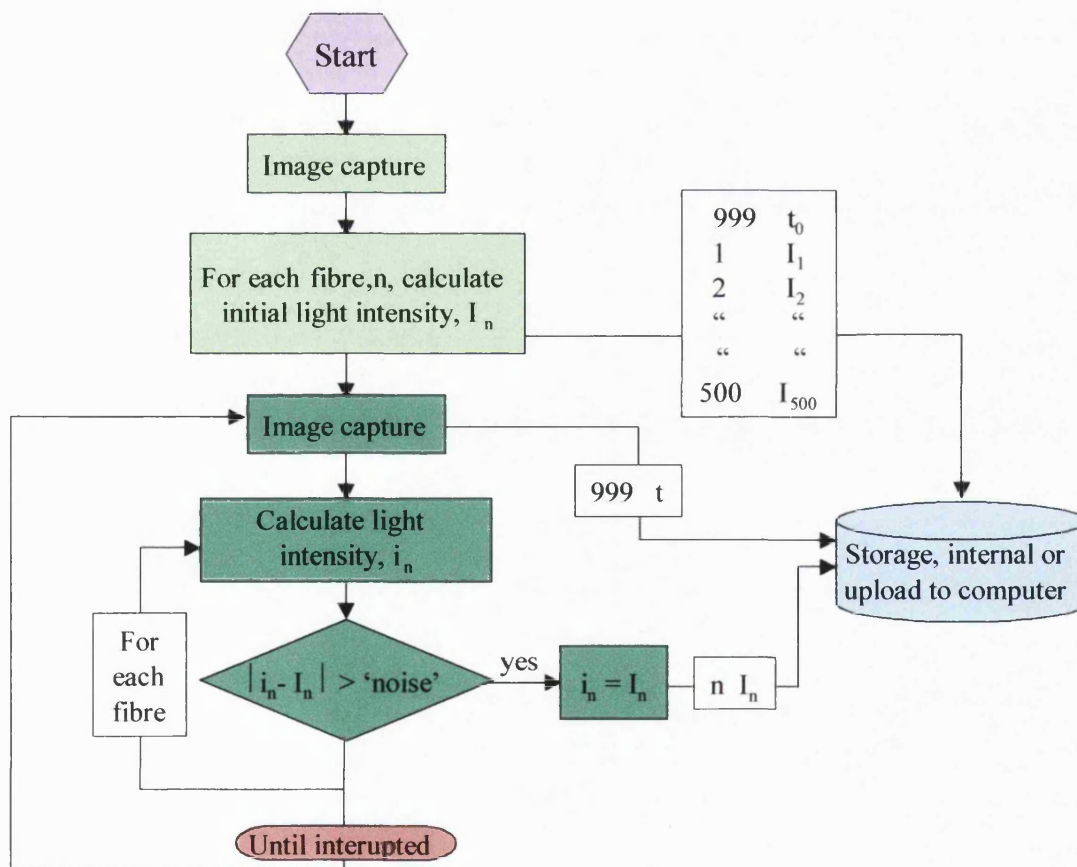 Start
Image capture
For each fibre,n, calculate
initial light intensity, I n
999 t0
1 I1
2 I2
“ “
“ “
500 I500
Image capture
999 t
Calculate light
intensity, in
Storage, internal or
upload to computer
For
each
fibre
| in- In | > ‘noise’
yes
in = In
n In
Until interupted